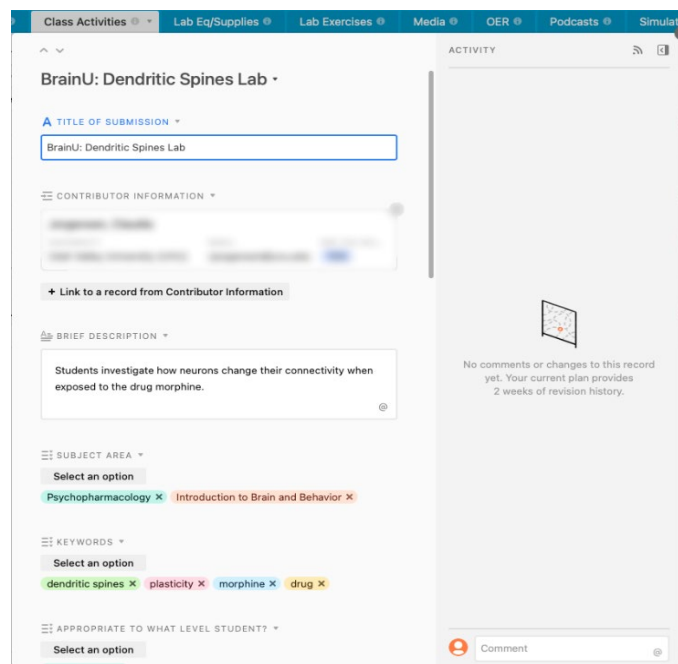 Class Activities Lab Eq/Supplies Lab Exercises Media OER Podcasts Simulat
ACTIVITY
BrainU: Dendritic Spines Lab
A TITLE OF SUBMISSION
BrainU: Dendritic Spines Lab
CONTRIBUTOR INFORMATION
+ Link to a record from Contributor Information
BRIEF DESCRIPTION
Students investigate how neurons change their connectivity when
exposed to the drug morphine.
@
No comments or changes to this record
yet. Your current plan provides
2 weeks of revision history.
SUBJECT AREA
Select an option
Psychopharmacology × Introduction to Brain and Behavior ×
KEYWORDS
Select an option
dendritic spines × plasticity × morphine × drug ×
APPROPRIATE TO WHAT LEVEL STUDENT?
Select an option
Comment @